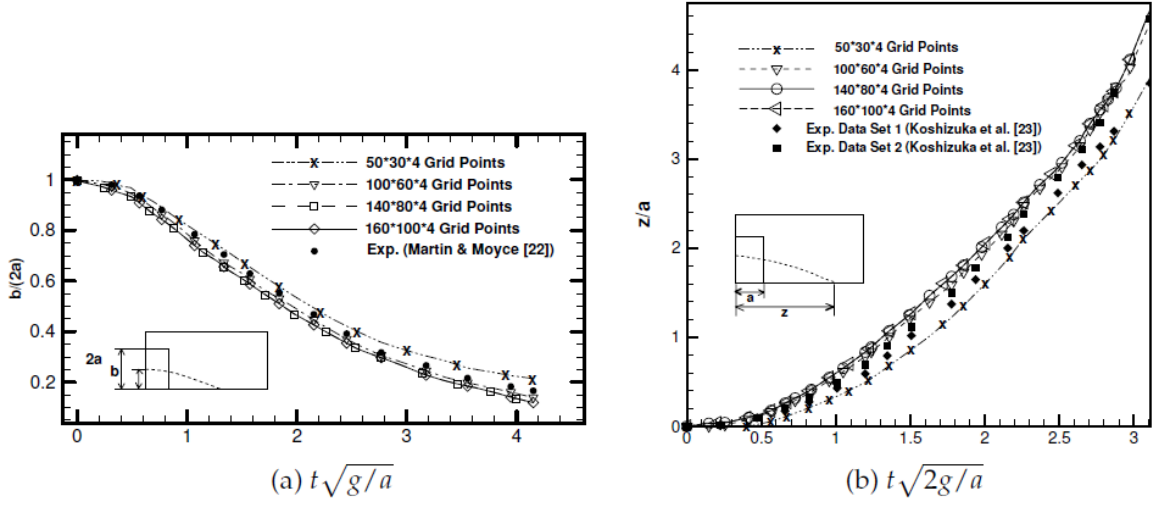 b/(2a)
1
0.8
0.6
0.4
0.2
0
1
2
3
4
50*30*4 Grid Points
100*60*4 Grid Points
140*80*4 Grid Points
160*100*4 Grid Points
Exp. (Martin & Moyce [22])
2a
b
(a) t√g/a
z/a
4
3
2
1
0
0
0.5
1
1.5
2
2.5
3
50*30*4 Grid Points
100*60*4 Grid Points
140*80*4 Grid Points
160*100*4 Grid Points
Exp. Data Set 1 (Koshizuka et al. [23])
Exp. Data Set 2 (Koshizuka et al. [23])
a
z
(b) t√2g/a